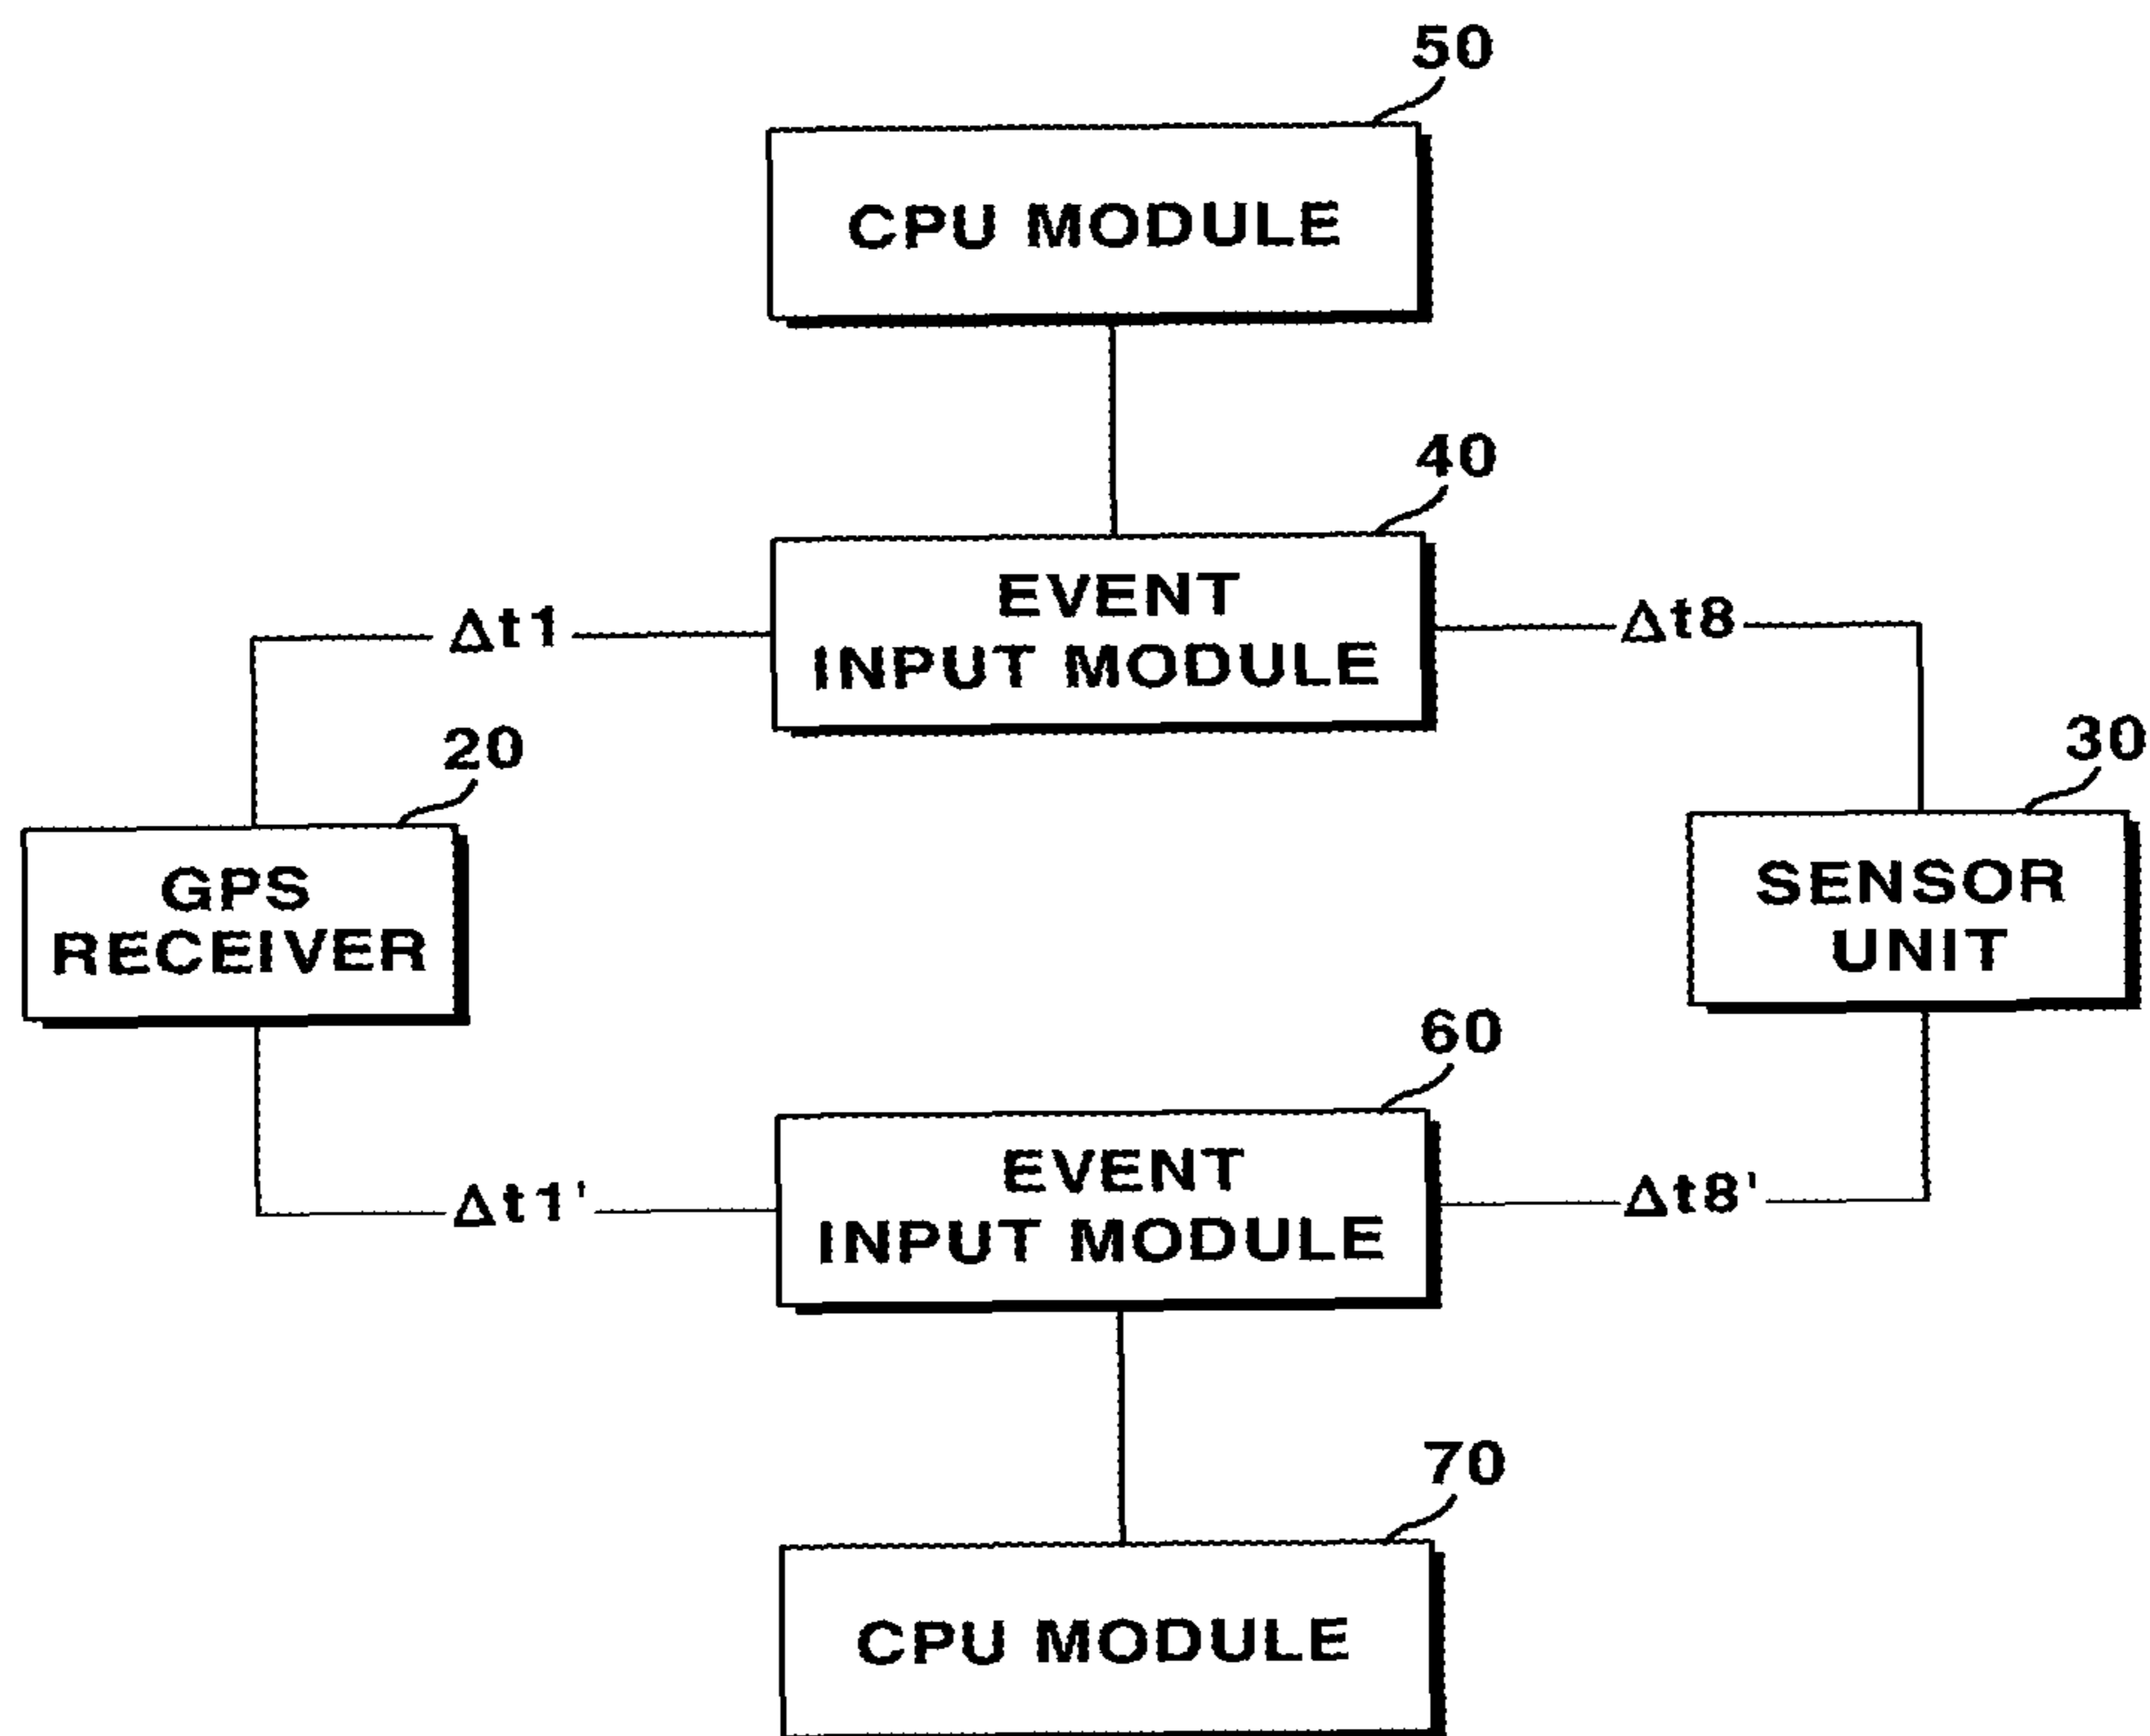 50
CPU MODULE
40
EVENT
INPUT MODULE
Δt1
Δt8
20
30
GPS
RECEIVER
SENSOR
UNIT
60
EVENT
INPUT MODULE
Δt1'
Δt8'
70
CPU MODULE